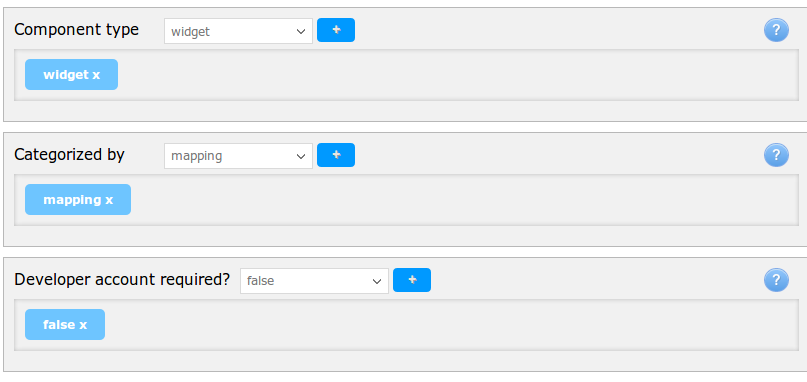 Component type widget + ?
widget x
Categorized by mapping + ?
mapping x
Developer account required? false + ?
false x